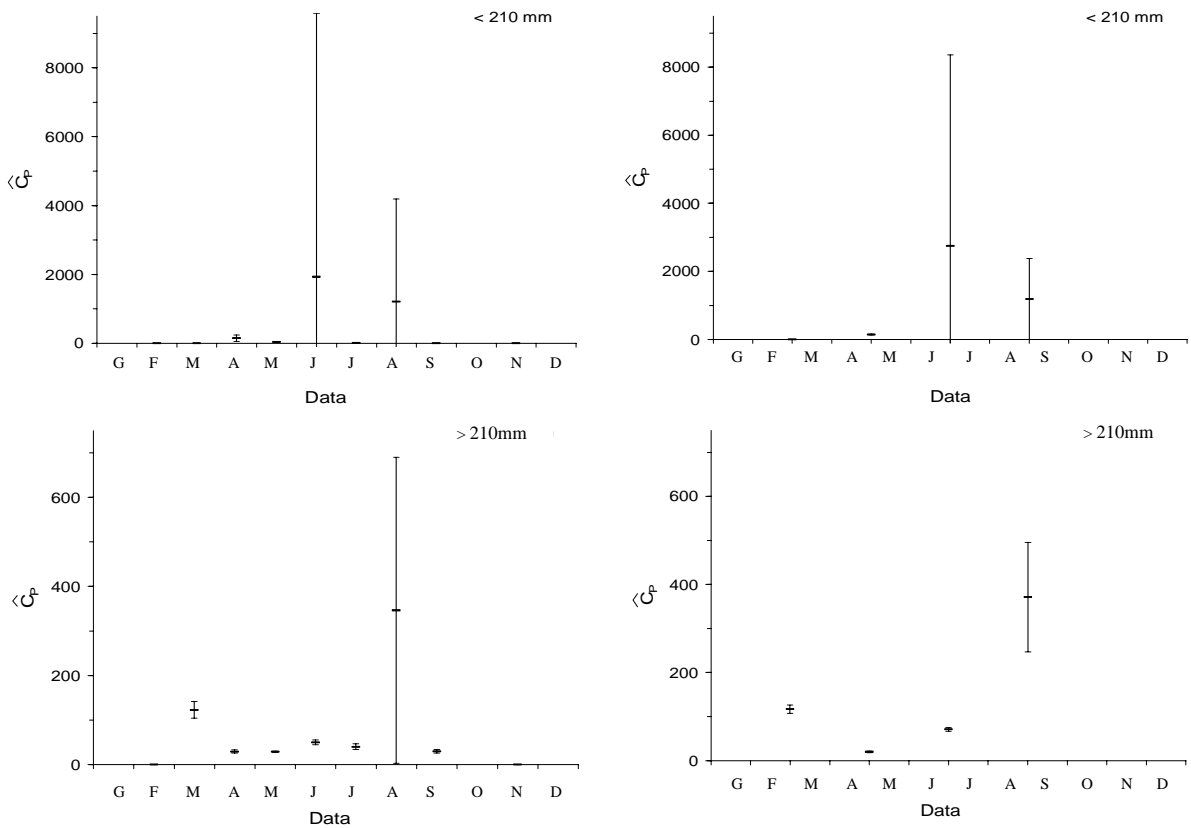 < 210 mm
8000
6000
4000
2000
0
Ĉp
G F M A M J J A S O N D
Data
< 210 mm
8000
6000
4000
2000
0
Ĉp
G F M A M J J A S O N D
Data
> 210mm
600
400
200
0
Ĉp
G F M A M J J A S O N D
Data
> 210mm
600
400
200
0
Ĉp
G F M A M J J A S O N D
Data